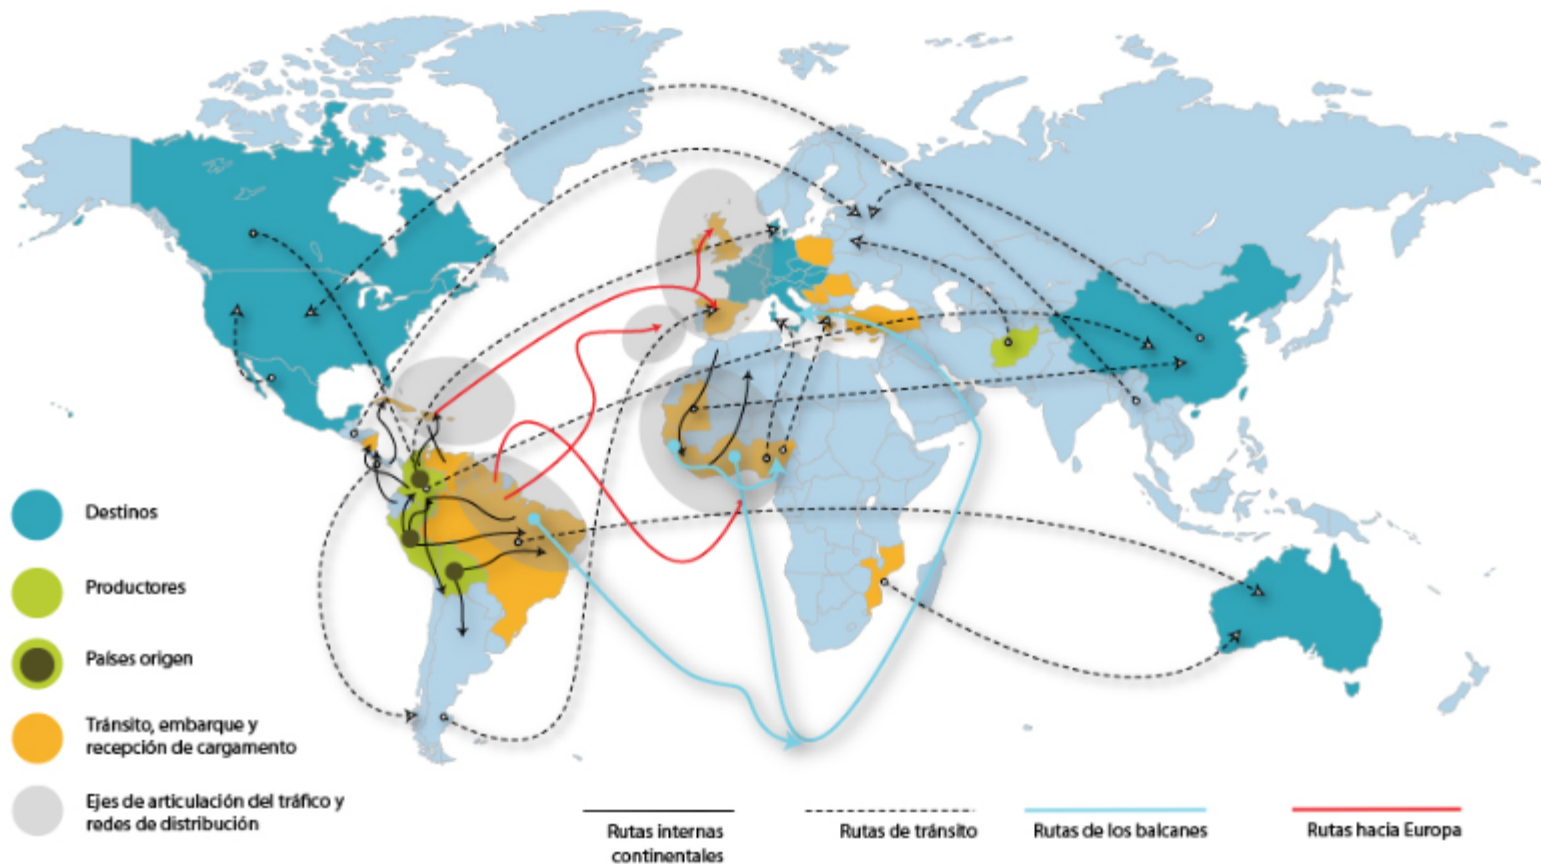 Destinos
Productores
Países origen
Tránsito, embarque y
recepción de cargamento
Ejes de articulación del tráfico y
redes de distribución
Rutas internas
continentales
Rutas de tránsito
Rutas de los balcanes
Rutas hacia Europa